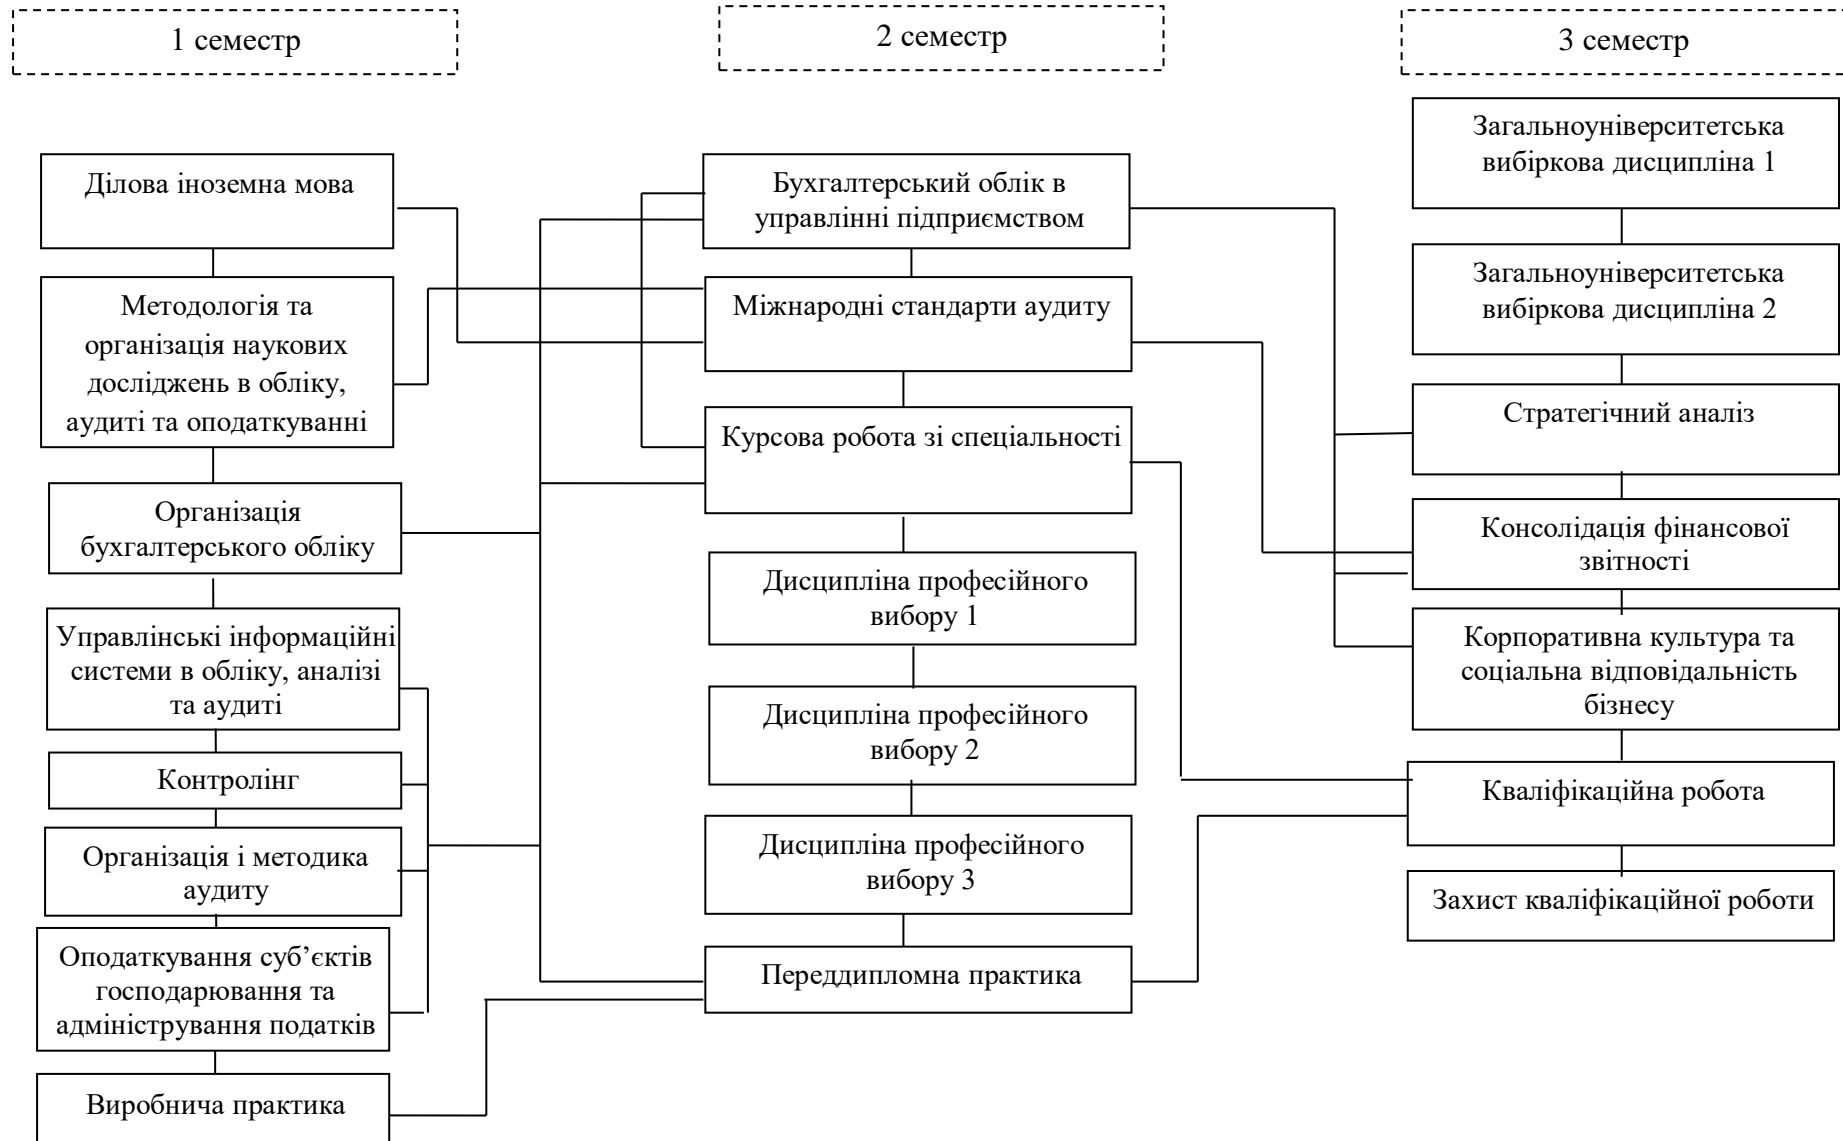 1 семестр
2 семестр
3 семестр
Ділова іноземна мова
Методологія та
організація наукових
досліджень в обліку,
аудиті та оподаткуванні
Організація
бухгалтерського обліку
Управлінські інформаційні
системи в обліку, аналізі
та аудиті
Контролінг
Організація і методика
аудиту
Оподаткування суб’єктів
господарювання та
адміністрування податків
Виробнича практика
Бухгалтерський облік в
управлінні підприємством
Міжнародні стандарти аудиту
Курсова робота зі спеціальності
Дисципліна професійного
вибору 1
Дисципліна професійного
вибору 2
Дисципліна професійного
вибору 3
Переддипломна практика
Загальноуніверситетська
вибіркова дисципліна 1
Загальноуніверситетська
вибіркова дисципліна 2
Стратегічний аналіз
Консолідація фінансової
звітності
Корпоративна культура та
соціальна відповідальність
бізнесу
Кваліфікаційна робота
Захист кваліфікаційної роботи